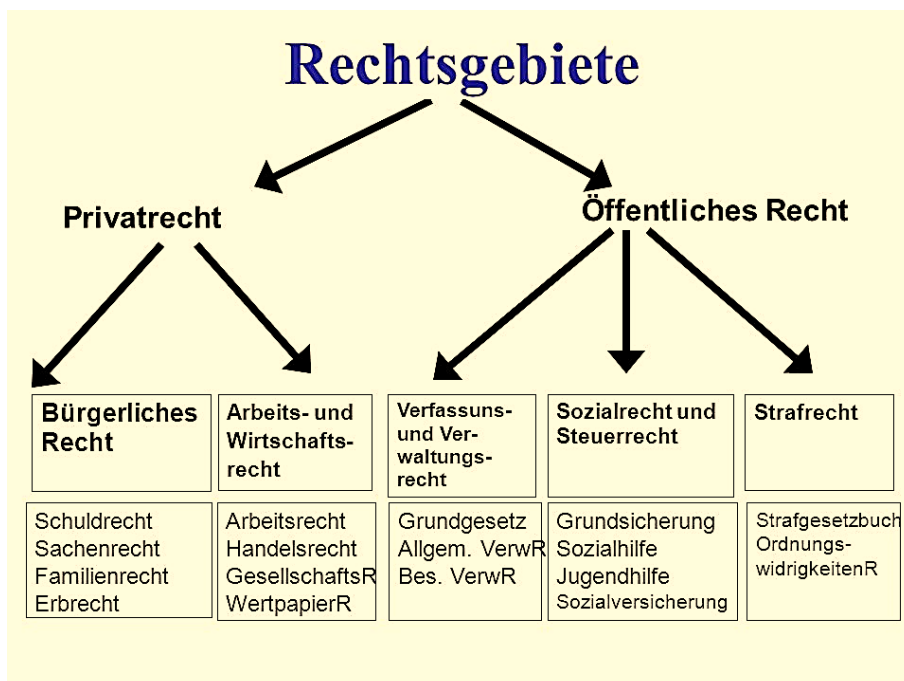 Rechtsgebiete
Privatrecht
Öffentliches Recht
Bürgerliches
Recht
Arbeits- und
Wirtschafts-
recht
Verfassuns-
und Ver-
waltungs-
recht
Sozialrecht und
Steuerrecht
Strafrecht
Schuldrecht
Sachenrecht
Familienrecht
Erbrecht
Arbeitsrecht
Handelsrecht
GesellschaftsR
WertpapierR
Grundgesetz
Allgem. VerwR
Bes. VerwR
Grundsicherung
Sozialhilfe
Jugendhilfe
Sozialversicherung
Strafgesetzbuch
Ordnungs-
widrigkeitenR